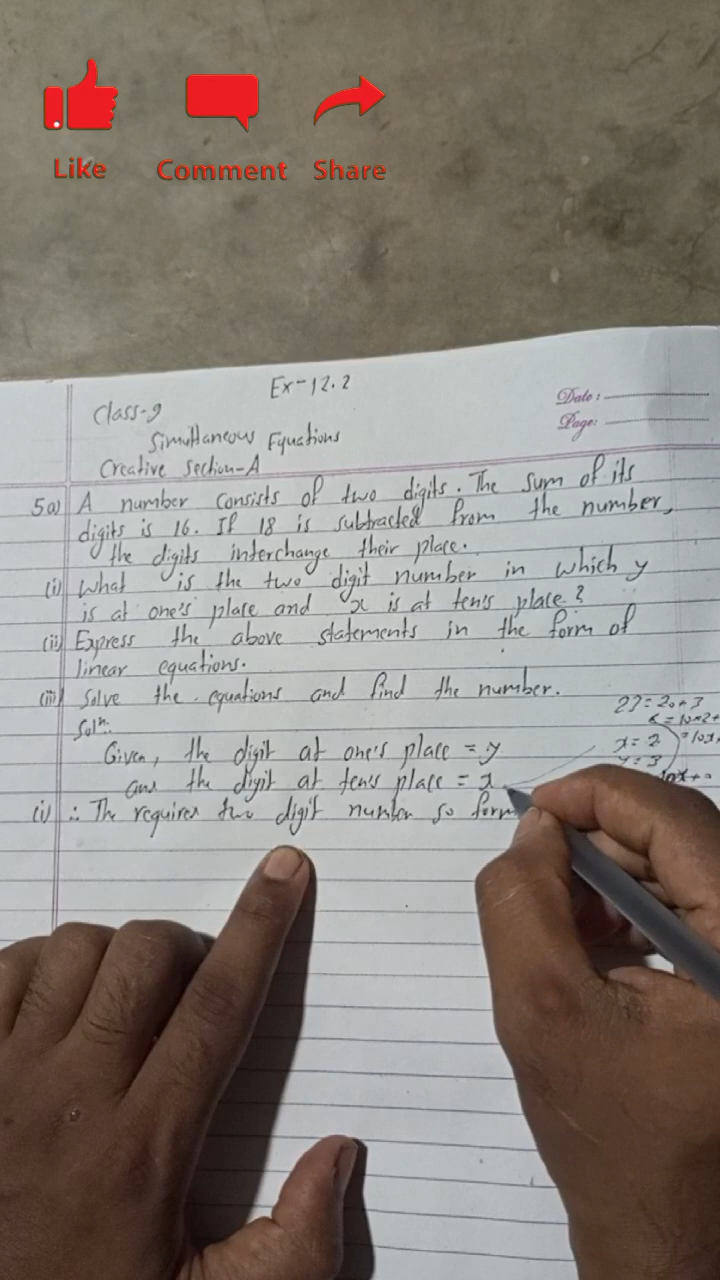 Like Comment Share
Ex-12.2
Class-9
Simultaneous Equations
Creative Section-A
Date:
Page:
5a) A number consists of two digits. The sum of its
digits is 16. If 18 is subtracted from the number,
the digits interchange their place.
(i) What is the two digit number in which y
is at one's place and x is at ten's place?
(ii) Express the above statements in the form of
linear equations.
(iii) Solve the equations and find the number.
Solⁿ:
23 = 20+3
= 10×2+
x = 2
y = 3
Given, the digit at one's place = y
and the digit at ten's place = x
(i) ∴ The required two digit number so form